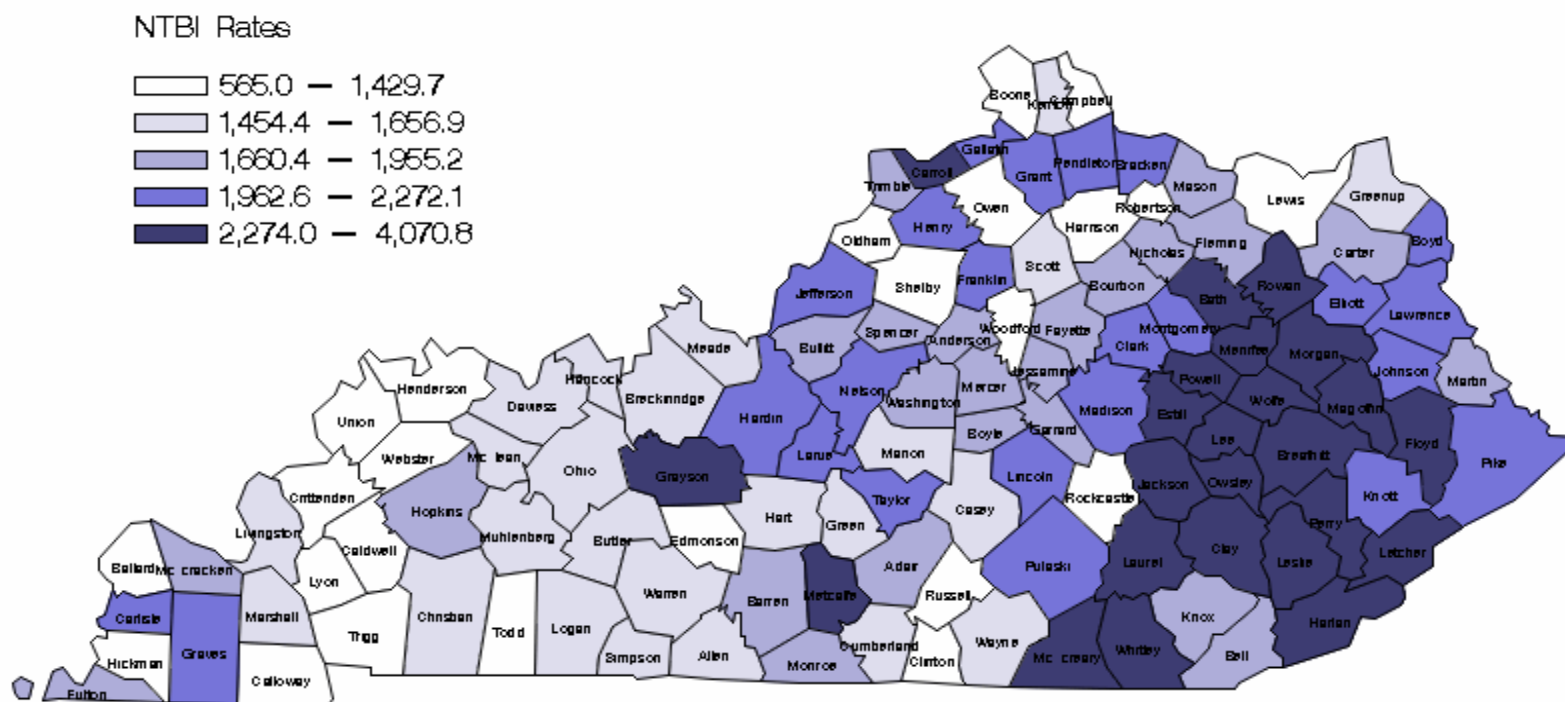 NTBI Rates
565.0 — 1,429.7
1,454.4 — 1,656.9
1,660.4 — 1,955.2
1,962.6 — 2,272.1
2,274.0 — 4,070.8
Boone
Kenton
Campbell
Gallatin
Carroll
Grant
Pendleton
Bracken
Trimble
Mason
Owen
Robertson
Lewis
Greenup
Henry
Harrison
Oldham
Fleming
Nicholas
Carter
Boyd
Scott
Shelby
Franklin
Bourbon
Bath
Rowan
Jefferson
Elliott
Lawrence
Spencer
Woodford
Fayette
Montgomery
Anderson
Clark
Meade
Bullitt
Menifee
Morgan
Hancock
Jessamine
Powell
Johnson
Martin
Henderson
Nelson
Mercer
Daviess
Breckinridge
Washington
Wolfe
Magoffin
Union
Hardin
Madison
Estill
Boyle
Garrard
Lee
Floyd
Webster
Mc lean
Larue
Marion
Breathitt
Pike
Ohio
Grayson
Crittenden
Lincoln
Jackson
Owsley
Knott
Rockcastle
Hopkins
Taylor
Casey
Hart
Green
Perry
Livingston
Muhlenberg
Butler
Edmonson
Caldwell
Clay
Letcher
Laurel
Leslie
Ballard
Mc cracken
Lyon
Adair
Pulaski
Warren
Barren
Metcalfe
Russell
Carlisle
Marshall
Christian
Knox
Harlan
Trigg
Todd
Logan
Cumberland
Wayne
Graves
Simpson
Allen
Mc creary
Whitley
Bell
Hickman
Monroe
Clinton
Calloway
Fulton